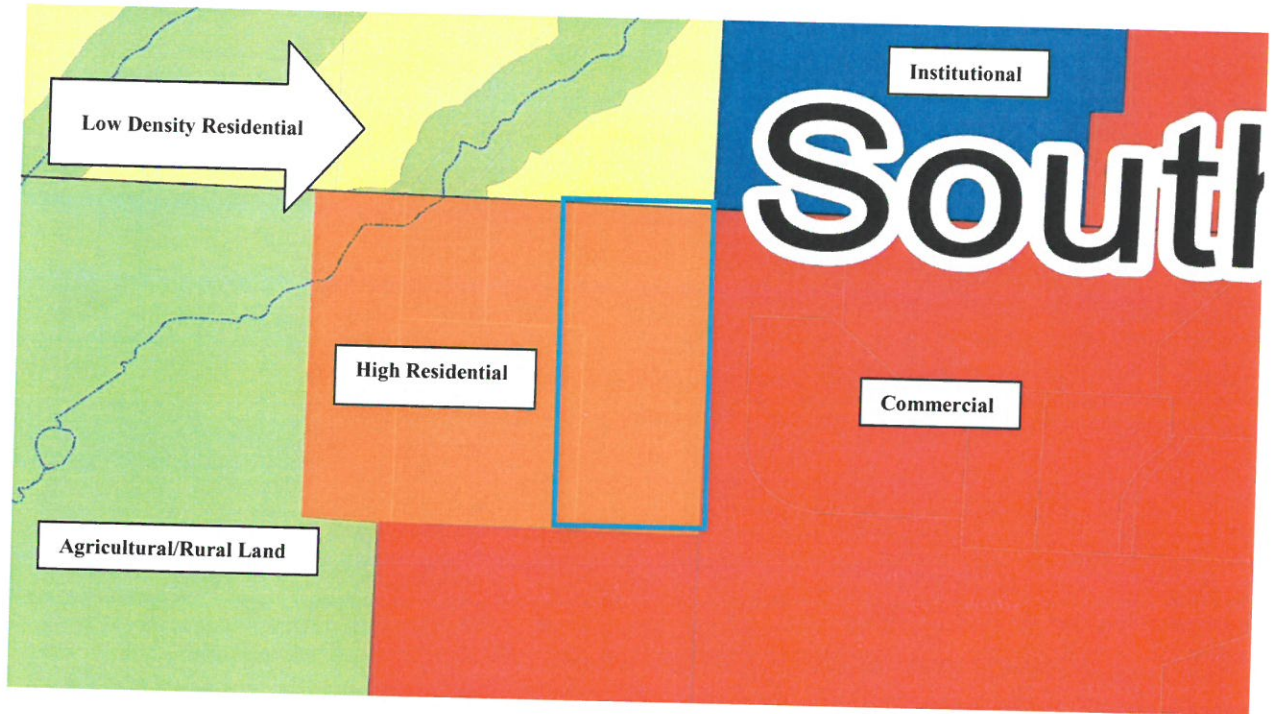 Institutional
Low Density Residential
South
High Residential
Commercial
Agricultural/Rural Land